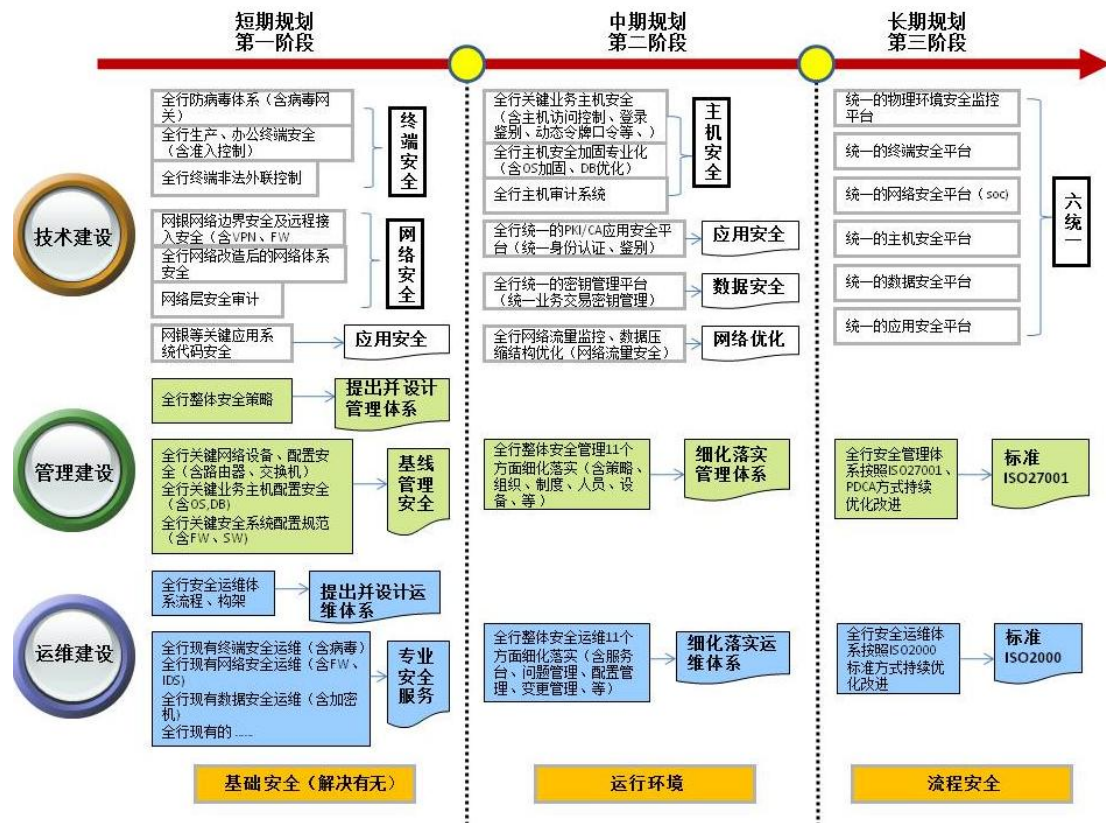 短期规划
第一阶段
中期规划
第二阶段
长期规划
第三阶段
技术建设
全行防病毒体系（含病毒网
关）
全行生产、办公终端安全
（含准入控制）
全行终端非法外联控制
终端安全
网银网络边界安全及远程接
入安全（含VPN、FW
全行网络改造后的网络体系
安全
网络层安全审计
网络安全
网银等关键应用系
统代码安全
应用安全
全行关键业务主机安全
（含主机访问控制、登录
鉴别、动态令牌口令等、）
全行主机安全加固专业化
（含OS加固、DB优化）
全行主机审计系统
主机安全
全行统一的PKI/CA应用安全平
台（统一身份认证、鉴别）
应用安全
全行统一的密钥管理平台
（统一业务交易密钥管理）
数据安全
全行网络流量监控、数据压
缩结构优化（网络流量安全）
网络优化
统一的物理环境安全监控
平台
统一的终端安全平台
统一的网络安全平台（soc）
统一的主机安全平台
统一的数据安全平台
统一的应用安全平台
六统一
管理建设
全行整体安全策略
提出并设计
管理体系
全行关键网络设备、配置安
全（含路由器、交换机）
全行关键业务主机配置安全
（含OS,DB)
全行关键安全系统配置规范
（含FW、SW)
基线
管理
安全
全行整体安全管理11个
方面细化落实（含策略、
组织、制度、人员、设
备、等）
细化落实
管理体系
全行安全管理体
系按照ISO27001、
PDCA方式持续
优化改进
标准
ISO27001
运维建设
全行安全运维体
系流程、构架
提出并设计运
维体系
全行现有终端安全运维（含病毒）
全行现有网络安全运维（含FW、
IDS)
全行现有数据安全运维（含加密
机）
全行现有的……
专业
安全
服务
全行整体安全运维11个
方面细化落实（含服务
台、问题管理、配置管
理、变更管理、等）
细化落实运
维体系
全行安全运维体
系按照ISO2000
标准方式持续优
化改进
标准
ISO2000
基础安全（解决有无）
运行环境
流程安全